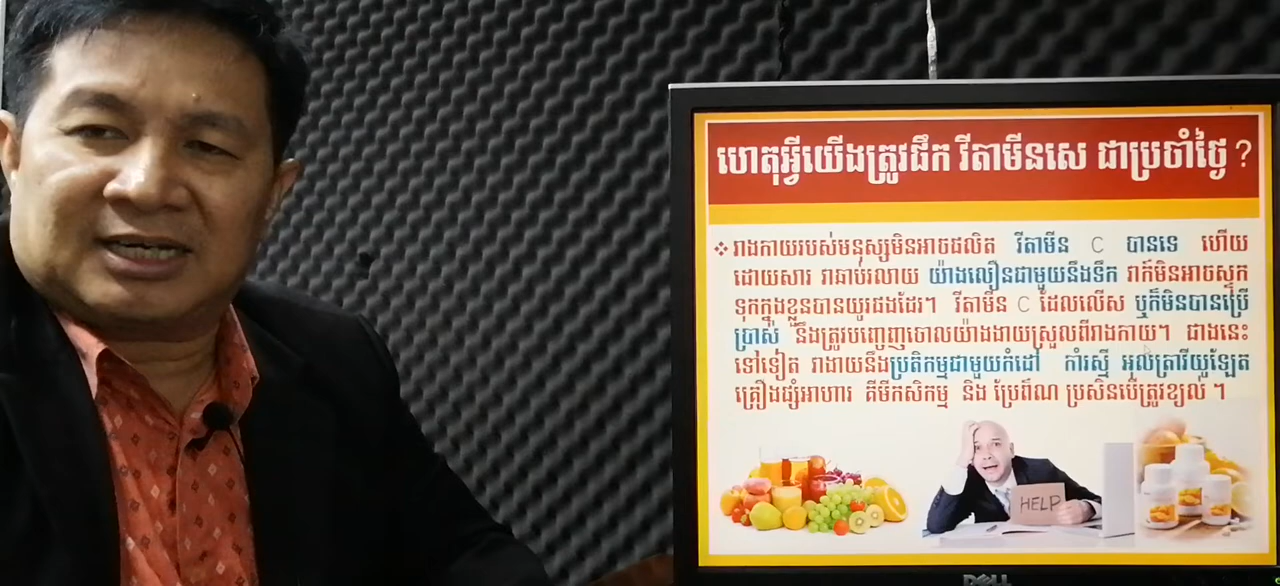 ហេតុអ្វីយើងត្រូវផឹក វីតាមីនសេ ជាប្រចាំថ្ងៃ ?
❖ រាងកាយរបស់មនុស្សមិនអាចផលិត វីតាមីន C បានទេ ហើយ
ដោយសារ វាឆាប់រលាយ យ៉ាងលឿនជាមួយនឹងទឹក វាក៏មិនអាចស្តុក
ទុកក្នុងខ្លួនបានយូរផងដែរ។ វីតាមីន C ដែលលើស ឬក៏មិនបានប្រើ
ប្រាស់ នឹងត្រូវបញ្ចេញចោលយ៉ាងងាយស្រួលពីរាងកាយ។ ជាងនេះ
ទៅទៀត វាងាយនឹងប្រតិកម្មជាមួយកំដៅ កាំរស្មី អុលត្រាវីយូឡែត
គ្រឿងផ្សំអាហារ គីមីកសិកម្ម និង ប្រែពណ៌ ប្រសិនបើត្រូវខ្យល់ ។
HELP
DELL